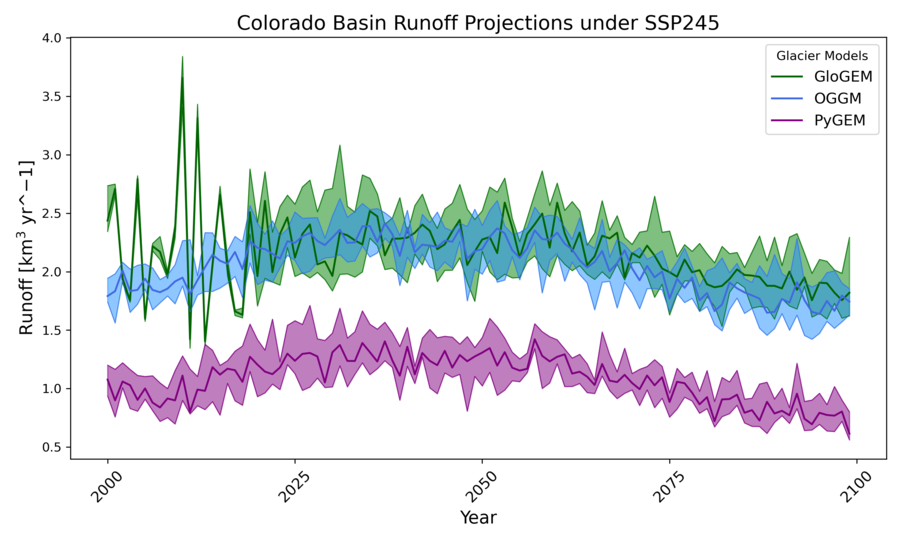 Colorado Basin Runoff Projections under SSP245
Runoff [km³ yr^−1]
4.0
3.5
3.0
2.5
2.0
1.5
1.0
0.5
Glacier Models
GloGEM
OGGM
PyGEM
2000
2025
2050
2075
2100
Year